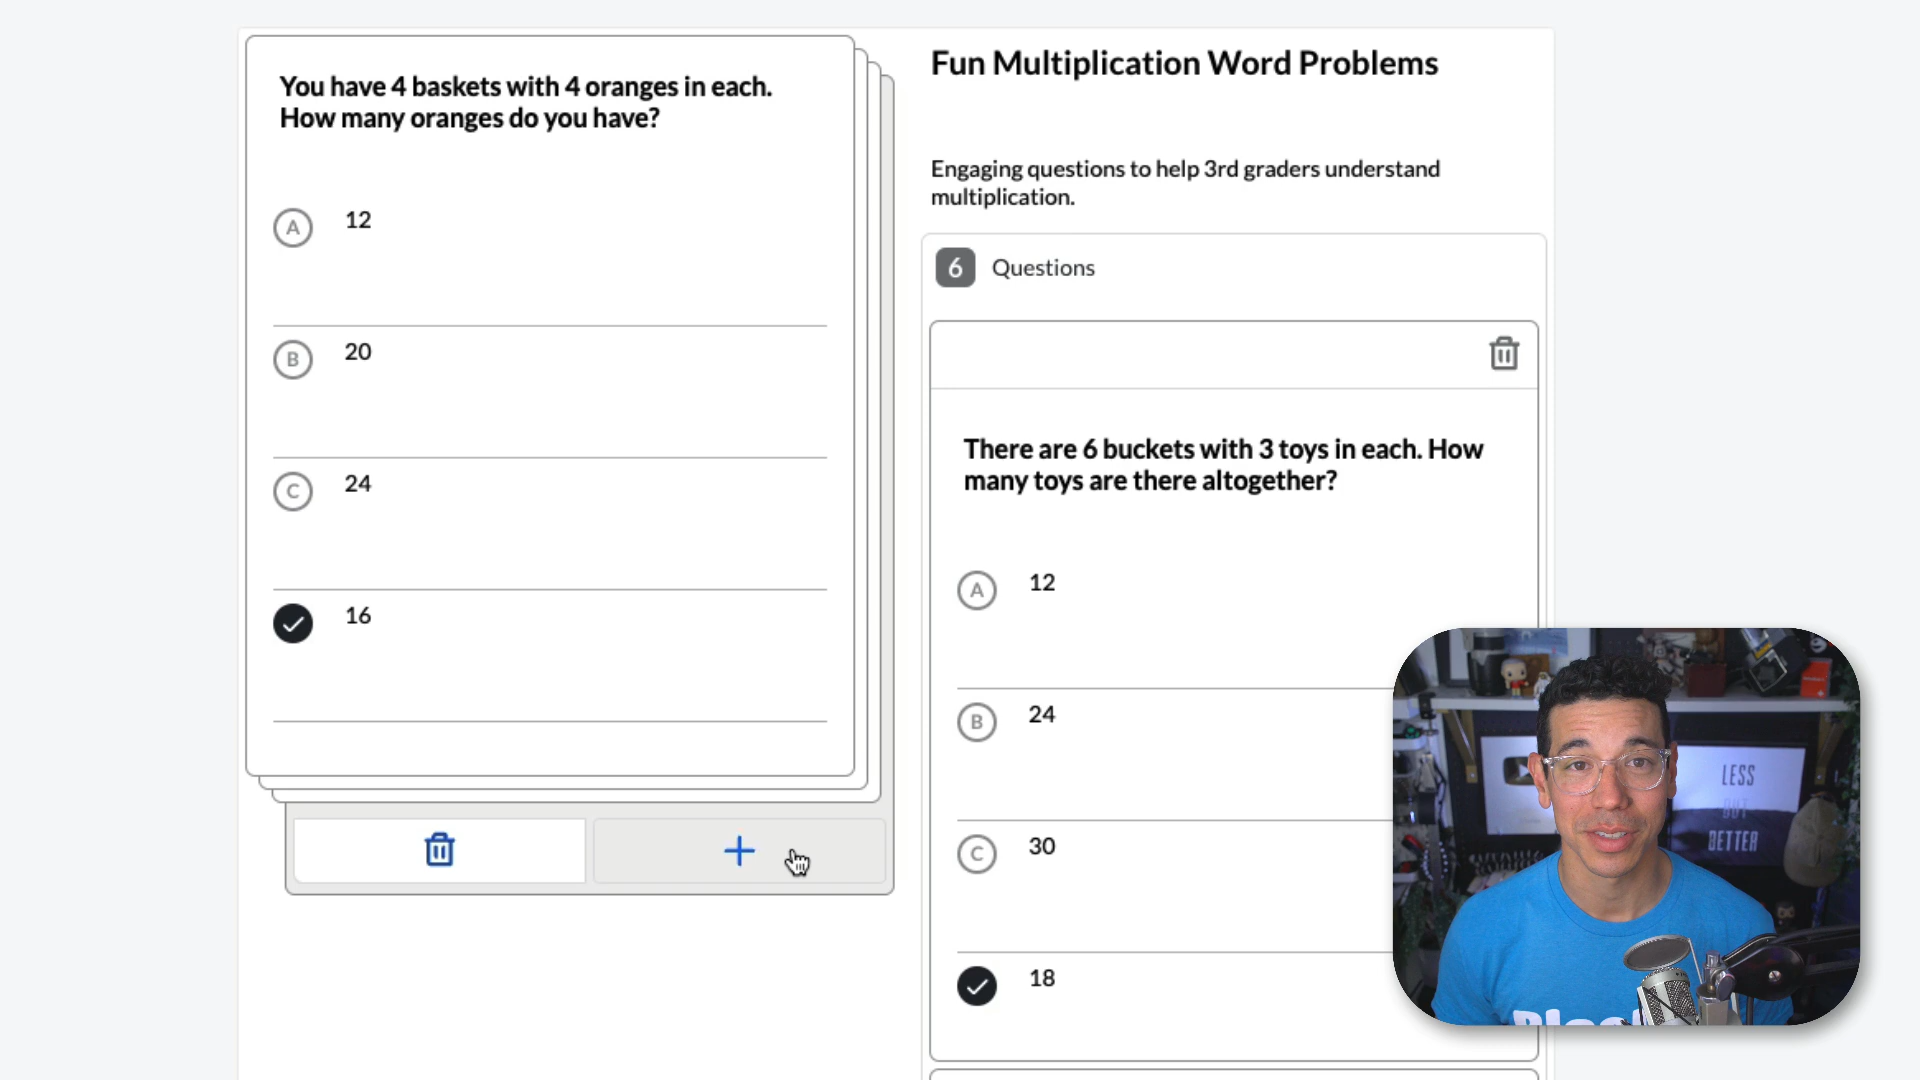 You have 4 baskets with 4 oranges in each.
How many oranges do you have?
A 12
B 20
C 24
16
Fun Multiplication Word Problems
Engaging questions to help 3rd graders understand
multiplication.
6 Questions
There are 6 buckets with 3 toys in each. How
many toys are there altogether?
A 12
B 24
C 30
18
LESS
BUT
BETTER